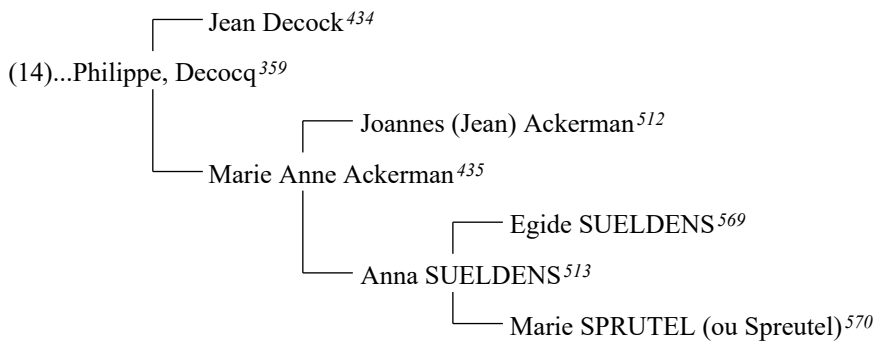 Jean Decock434
(14)...Philippe, Decocq359
Joannes (Jean) Ackerman512
Marie Anne Ackerman435
Egide SUELDENS569
Anna SUELDENS513
Marie SPRUTEL (ou Spreutel)570